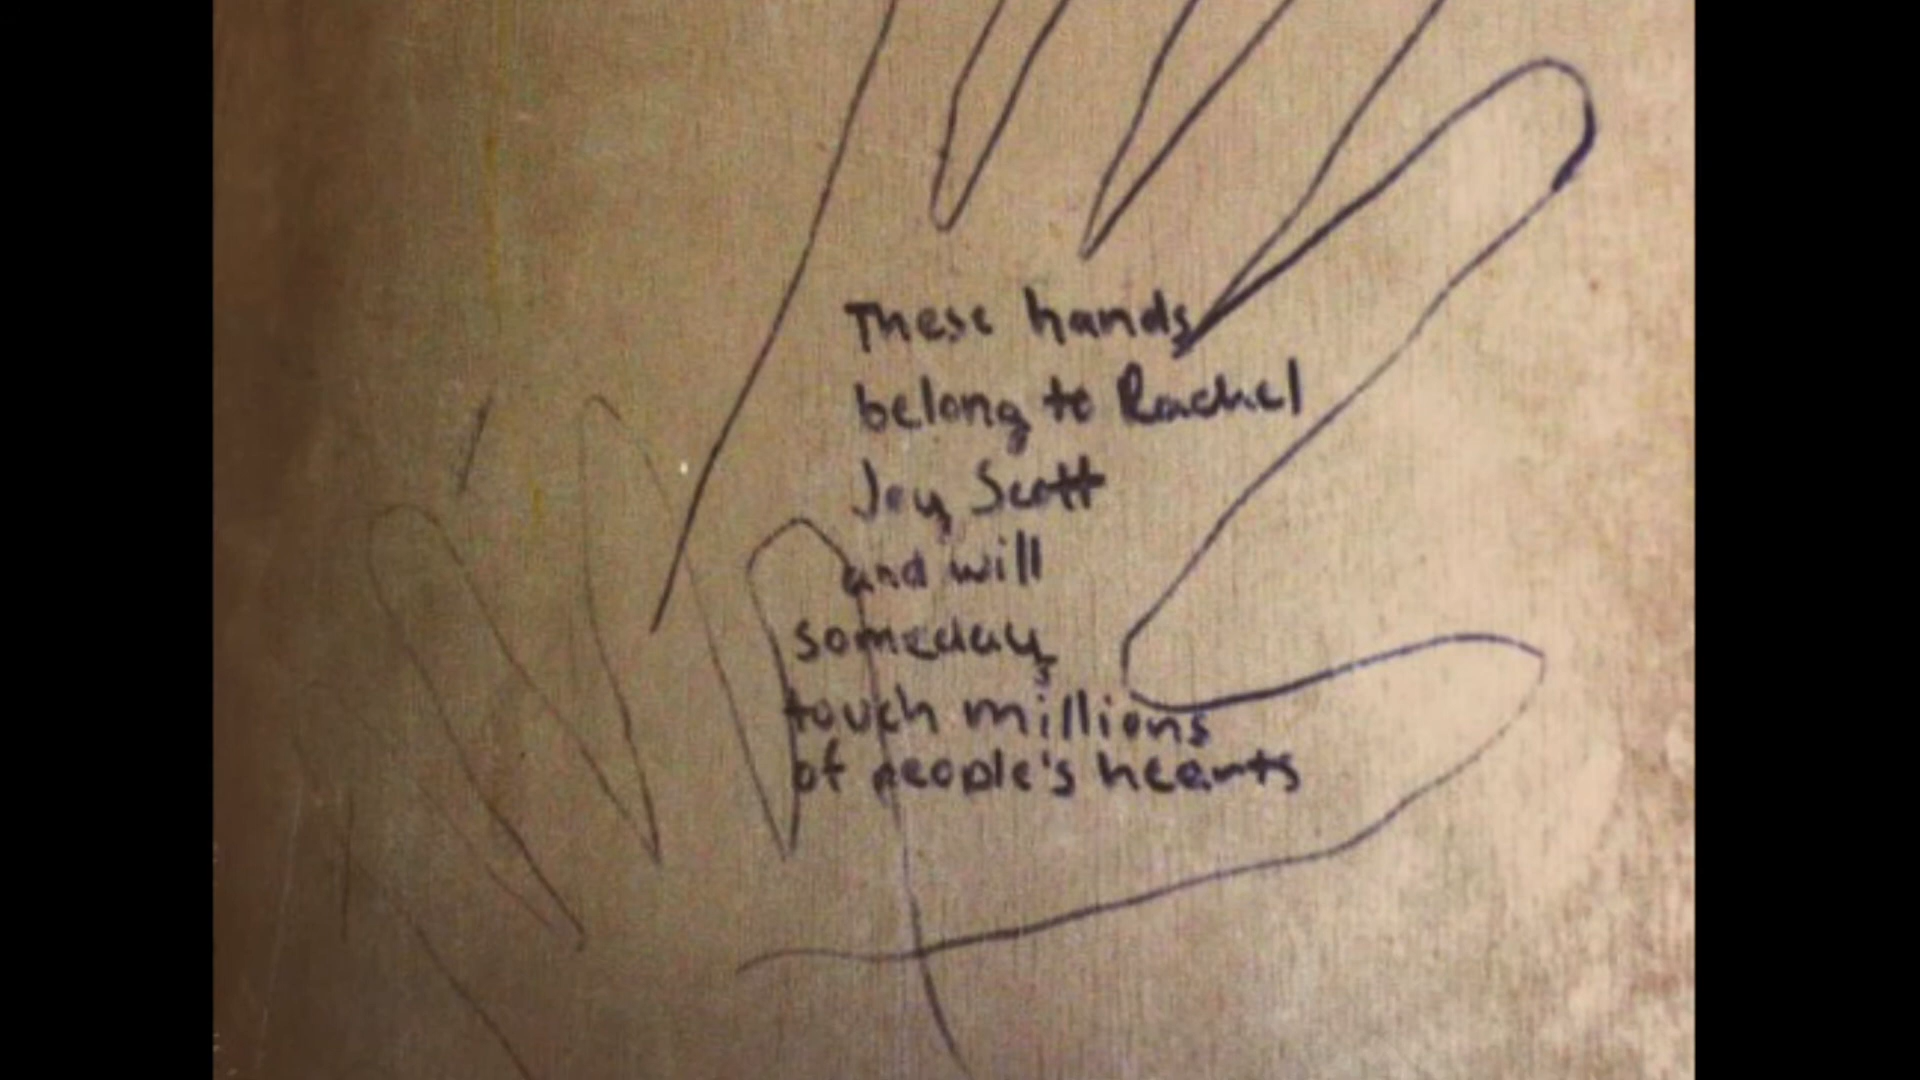 These hands
belong to Rachel
Joy Scott
and will
someday
touch millions
of people's hearts